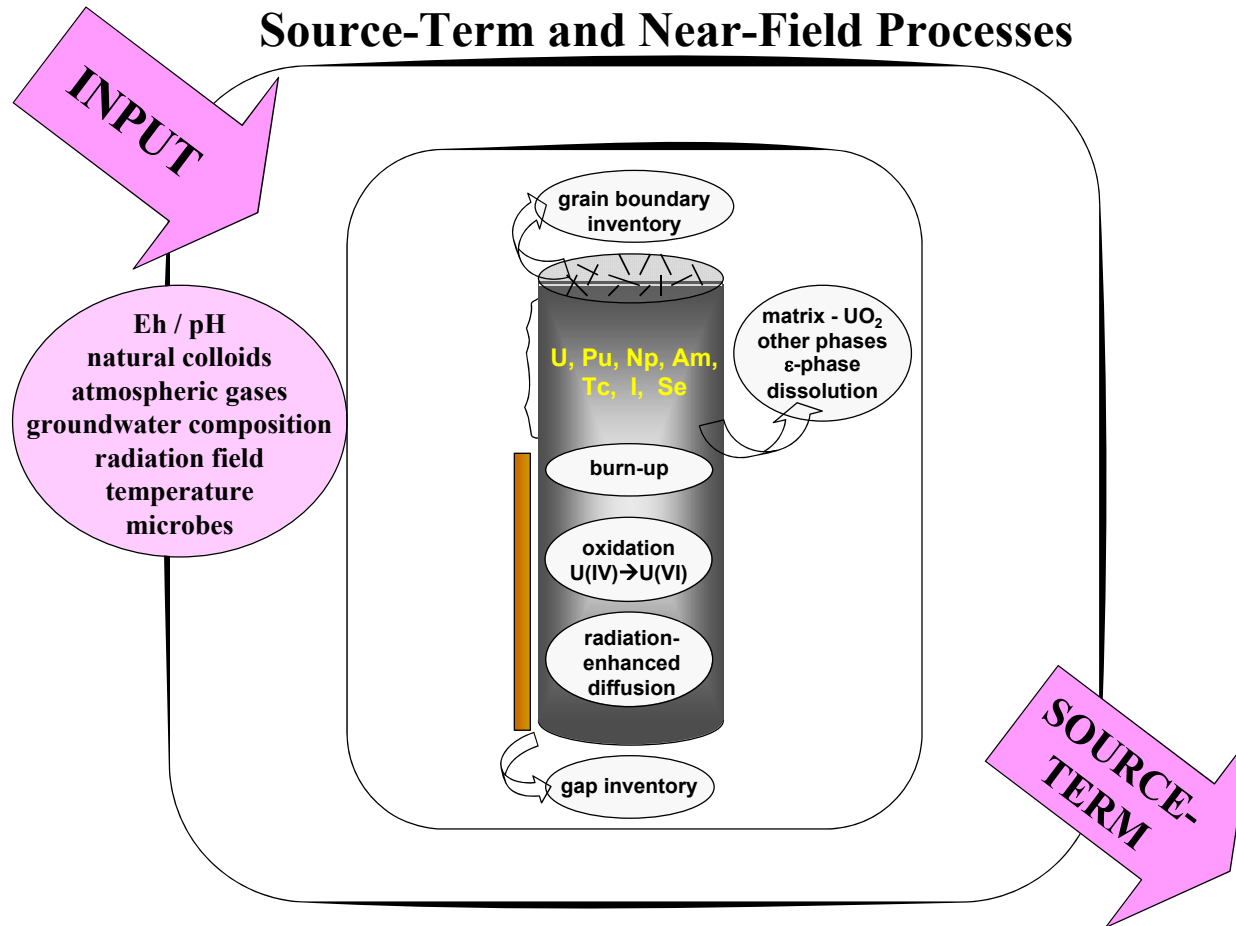 Source-Term and Near-Field Processes
INPUT
Eh / pH
natural colloids
atmospheric gases
groundwater composition
radiation field
temperature
microbes
grain boundary
inventory
matrix - UO₂
other phases
ε-phase
dissolution
U, Pu, Np, Am,
Tc, I, Se
burn-up
oxidation
U(IV)→U(VI)
radiation-
enhanced
diffusion
gap inventory
SOURCE-
TERM